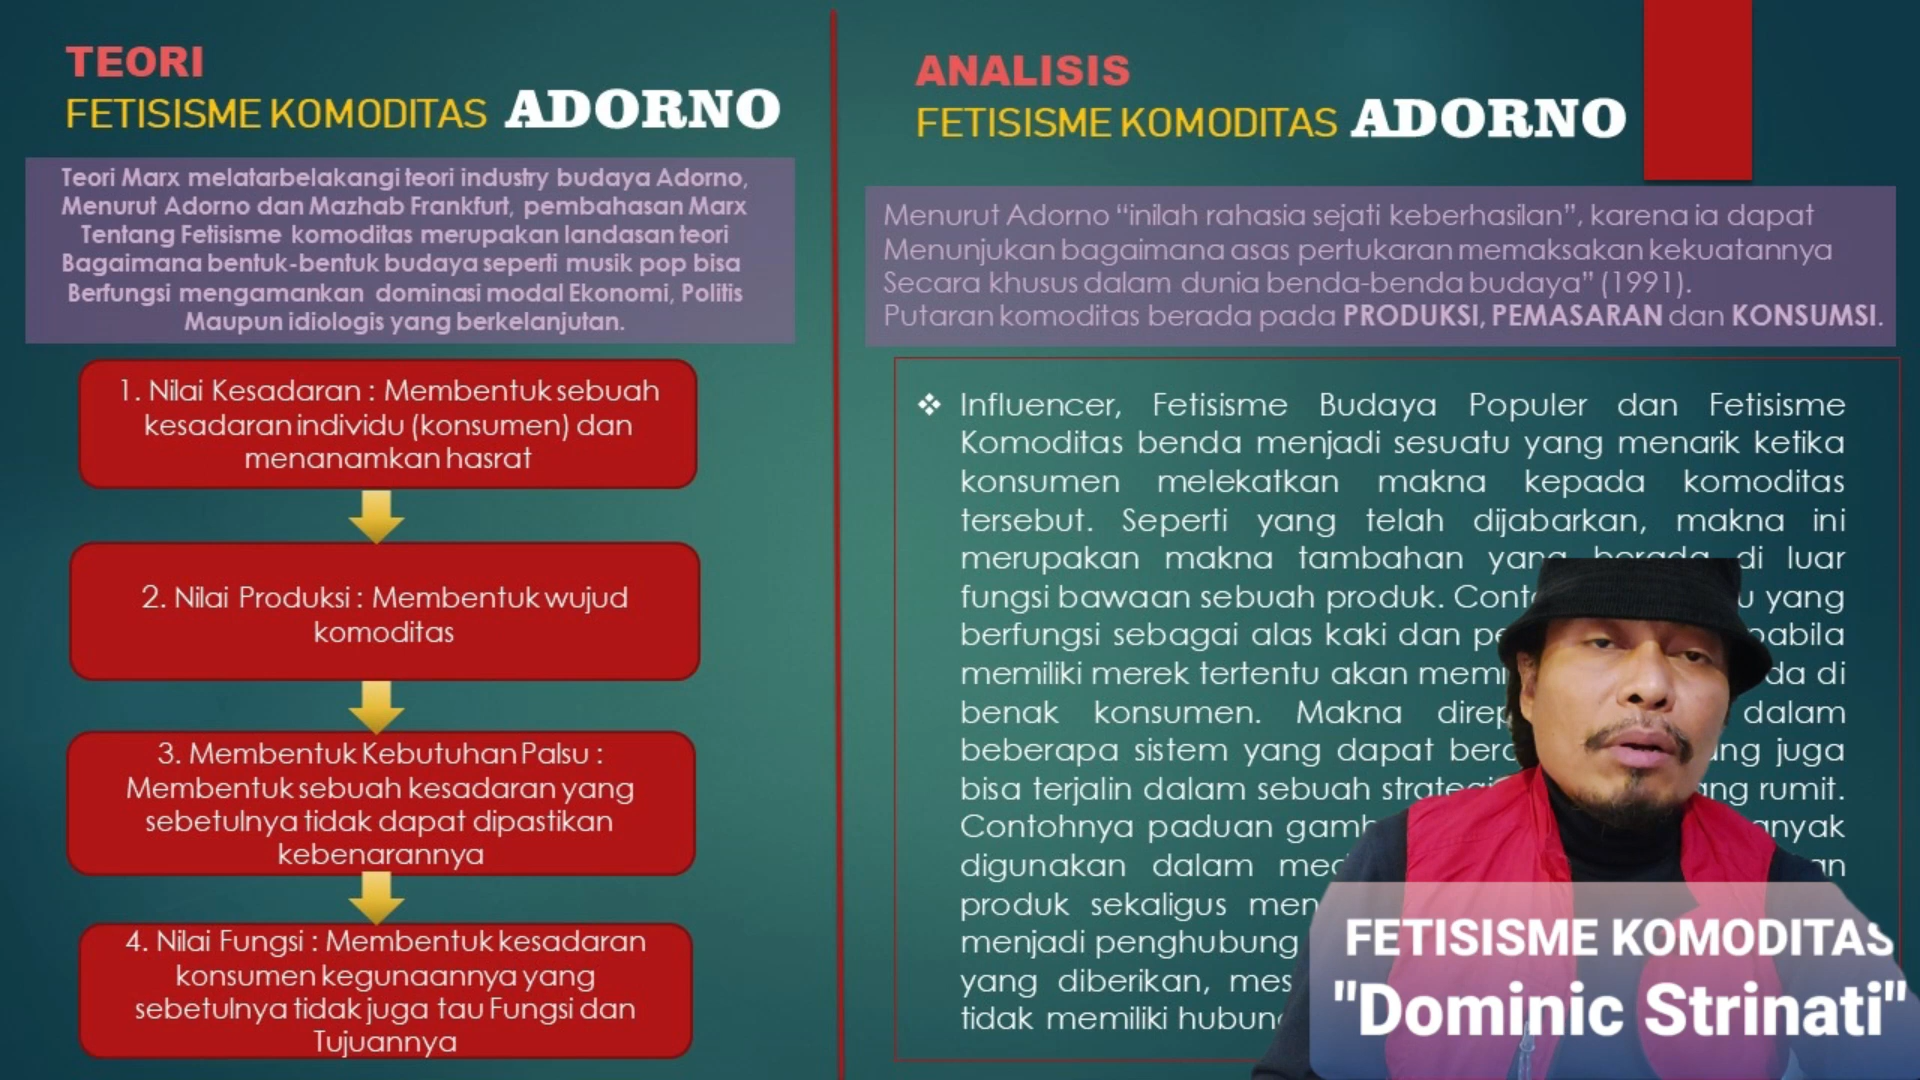 TEORI
FETISISME KOMODITAS ADORNO
Teori Marx melatarbelakangi teori industry budaya Adorno,
Menurut Adorno dan Mazhab Frankfurt, pembahasan Marx
Tentang Fetisisme komoditas merupakan landasan teori
Bagaimana bentuk-bentuk budaya seperti musik pop bisa
Berfungsi mengamankan dominasi modal Ekonomi, Politis
Maupun idiologis yang berkelanjutan.
1. Nilai Kesadaran : Membentuk sebuah
kesadaran individu (konsumen) dan
menanamkan hasrat
2. Nilai Produksi : Membentuk wujud
komoditas
3. Membentuk Kebutuhan Palsu :
Membentuk sebuah kesadaran yang
sebetulnya tidak dapat dipastikan
kebenarannya
4. Nilai Fungsi : Membentuk kesadaran
konsumen kegunaannya yang
sebetulnya tidak juga tau Fungsi dan
Tujuannya
ANALISIS
FETISISME KOMODITAS ADORNO
Menurut Adorno “inilah rahasia sejati keberhasilan”, karena ia dapat
Menunjukan bagaimana asas pertukaran memaksakan kekuatannya
Secara khusus dalam dunia benda-benda budaya” (1991).
Putaran komoditas berada pada PRODUKSI, PEMASARAN dan KONSUMSI.
❖ Influencer, Fetisisme Budaya Populer dan Fetisisme
Komoditas benda menjadi sesuatu yang menarik ketika
konsumen melekatkan makna kepada komoditas
tersebut. Seperti yang telah dijabarkan, makna ini
merupakan makna tambahan yang berada di luar
fungsi bawaan sebuah produk. yang
berfungsi sebagai alas kaki dan
memiliki merek tertentu akan di
benak konsumen. Makna dalam
beberapa sistem yang dapat juga
bisa terjalin dalam sebuah rumit.
Contohnya paduan
digunakan dalam
produk sekaligus
menjadi penghubung
yang diberikan,
tidak memiliki
FETISISME KOMODITAS
"Dominic Strinati"